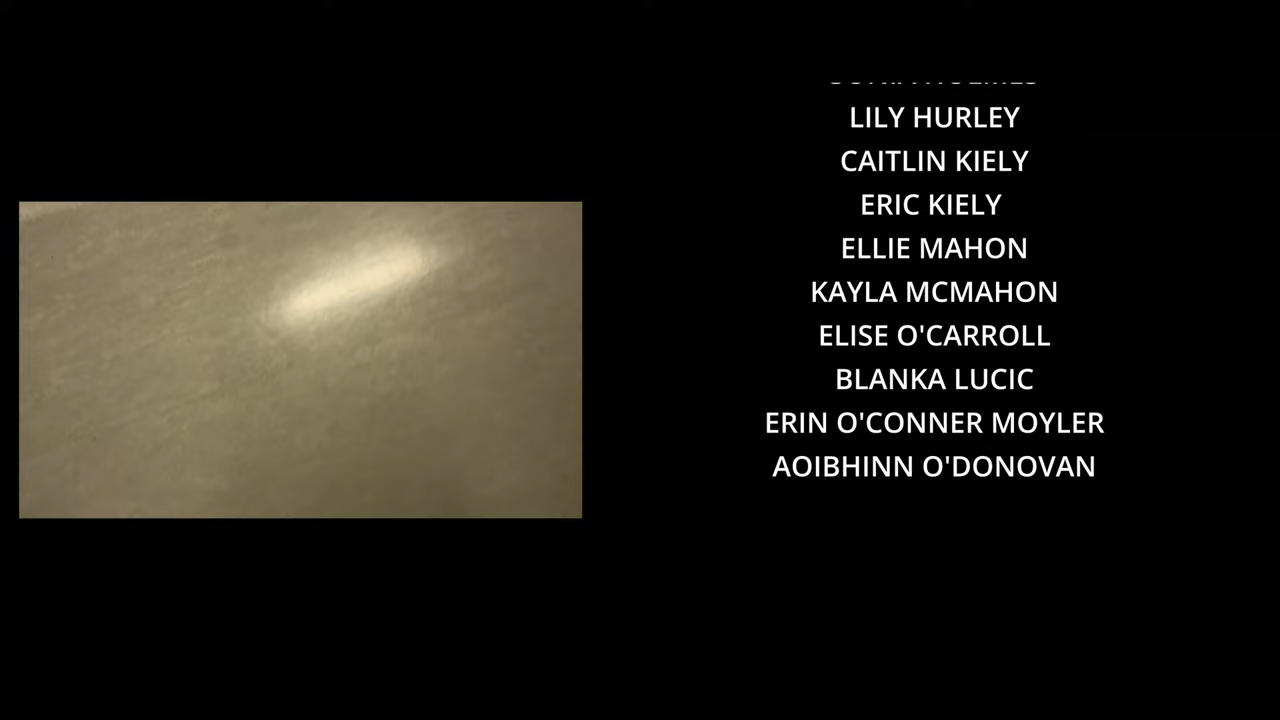 LILY HURLEY
CAITLIN KIELY
ERIC KIELY
ELLIE MAHON
KAYLA MCMAHON
ELISE O'CARROLL
BLANKA LUCIC
ERIN O'CONNER MOYLER
AOIBHINN O'DONOVAN